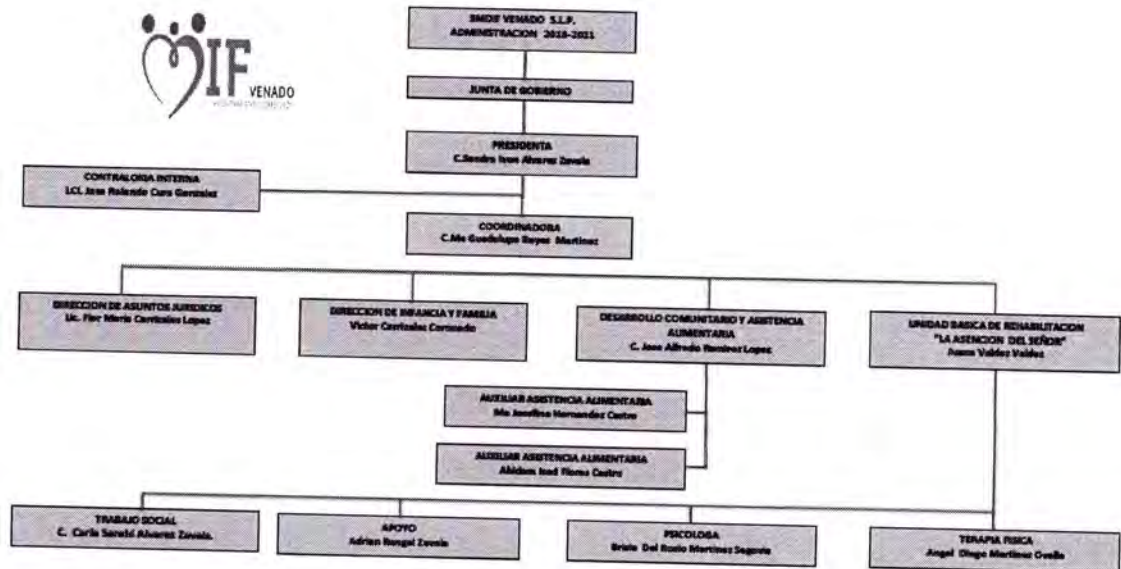 SMDIF VENADO S.L.P.
ADMINISTRACION 2018-2021
DIF VENADO
JUNTA DE GOBIERNO
PRESIDENTA
C.Sandra Alvarez Zavala
CONTRALORIA INTERNA
LCI. Jose Rolando Cura Gonzalez
COORDINADORA
C.Ma Guadalupe Reyes Martinez
DIRECCION DE ASUNTOS JURIDICOS
Lic. Flor Maria Carrizales Lopez
DIRECCION DE INFANCIA Y FAMILIA
Victor Carrizales Coronado
DESARROLLO COMUNITARIO Y ASISTENCIA
ALIMENTARIA
C. Jose Alfredo Ramirez Lopez
UNIDAD BASICA DE REHABILITACION
"LA ASENCION DEL SEÑOR"
Juana Valdez Valdez
AUXILIAR ASISTENCIA ALIMENTARIA
Ma Josefina Hernandez Castro
AUXILIAR ASISTENCIA ALIMENTARIA
Flores Castro
TRABAJO SOCIAL
C. Carla Alvarez Zavala.
APOYO
Adrian Rangel Zavala
PSICOLOGA
Del Rocio Martinez Segovia
TERAPIA FISICA
Angel Diego Martinez